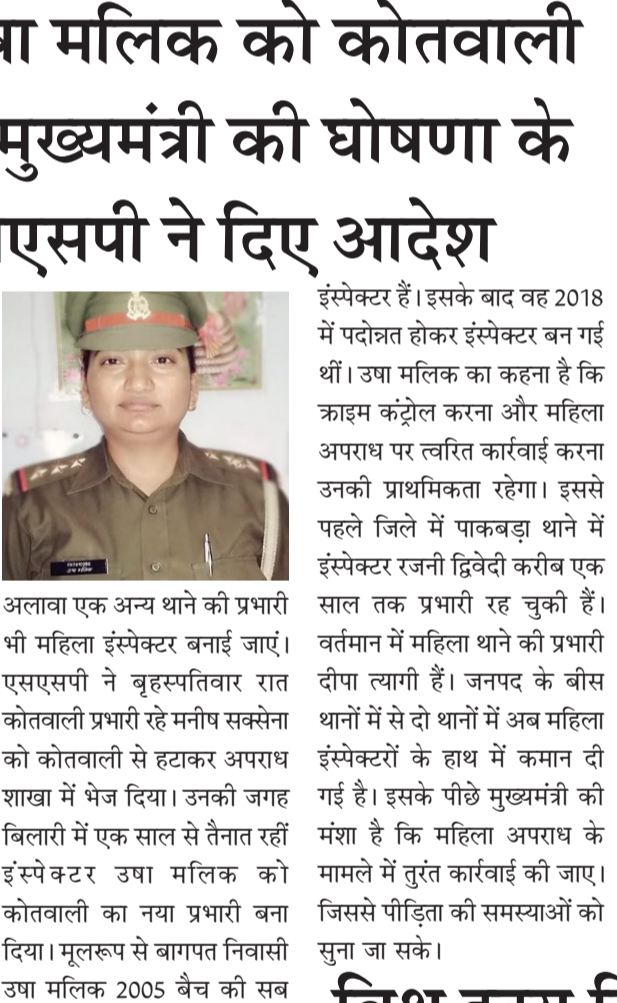 मलिक को कोतवाली
मुख्यमंत्री की घोषणा के
एसपी ने दिए आदेश
उषा मलिक
अलावा एक अन्य थाने की प्रभारी
भी महिला इंस्पेक्टर बनाई जाएं।
एसएसपी ने बृहस्पतिवार रात
कोतवाली प्रभारी रहे मनीष सक्सेना
को कोतवाली से हटाकर अपराध
शाखा में भेज दिया। उनकी जगह
बिलारी में एक साल से तैनात रहीं
इंस्पेक्टर उषा मलिक को
कोतवाली का नया प्रभारी बना
दिया। मूलरूप से बागपत निवासी
उषा मलिक 2005 बैच की सब
इंस्पेक्टर हैं। इसके बाद वह 2018
में पदोन्नत होकर इंस्पेक्टर बन गई
थीं। उषा मलिक का कहना है कि
क्राइम कंट्रोल करना और महिला
अपराध पर त्वरित कार्रवाई करना
उनकी प्राथमिकता रहेगा। इससे
पहले जिले में पाकबड़ा थाने में
इंस्पेक्टर रजनी द्विवेदी करीब एक
साल तक प्रभारी रह चुकी हैं।
वर्तमान में महिला थाने की प्रभारी
दीपा त्यागी हैं। जनपद के बीस
थानों में से दो थानों में अब महिला
इंस्पेक्टरों के हाथ में कमान दी
गई है। इसके पीछे मुख्यमंत्री की
मंशा है कि महिला अपराध के
मामले में तुरंत कार्रवाई की जाए।
जिससे पीड़िता की समस्याओं को
सुना जा सके।